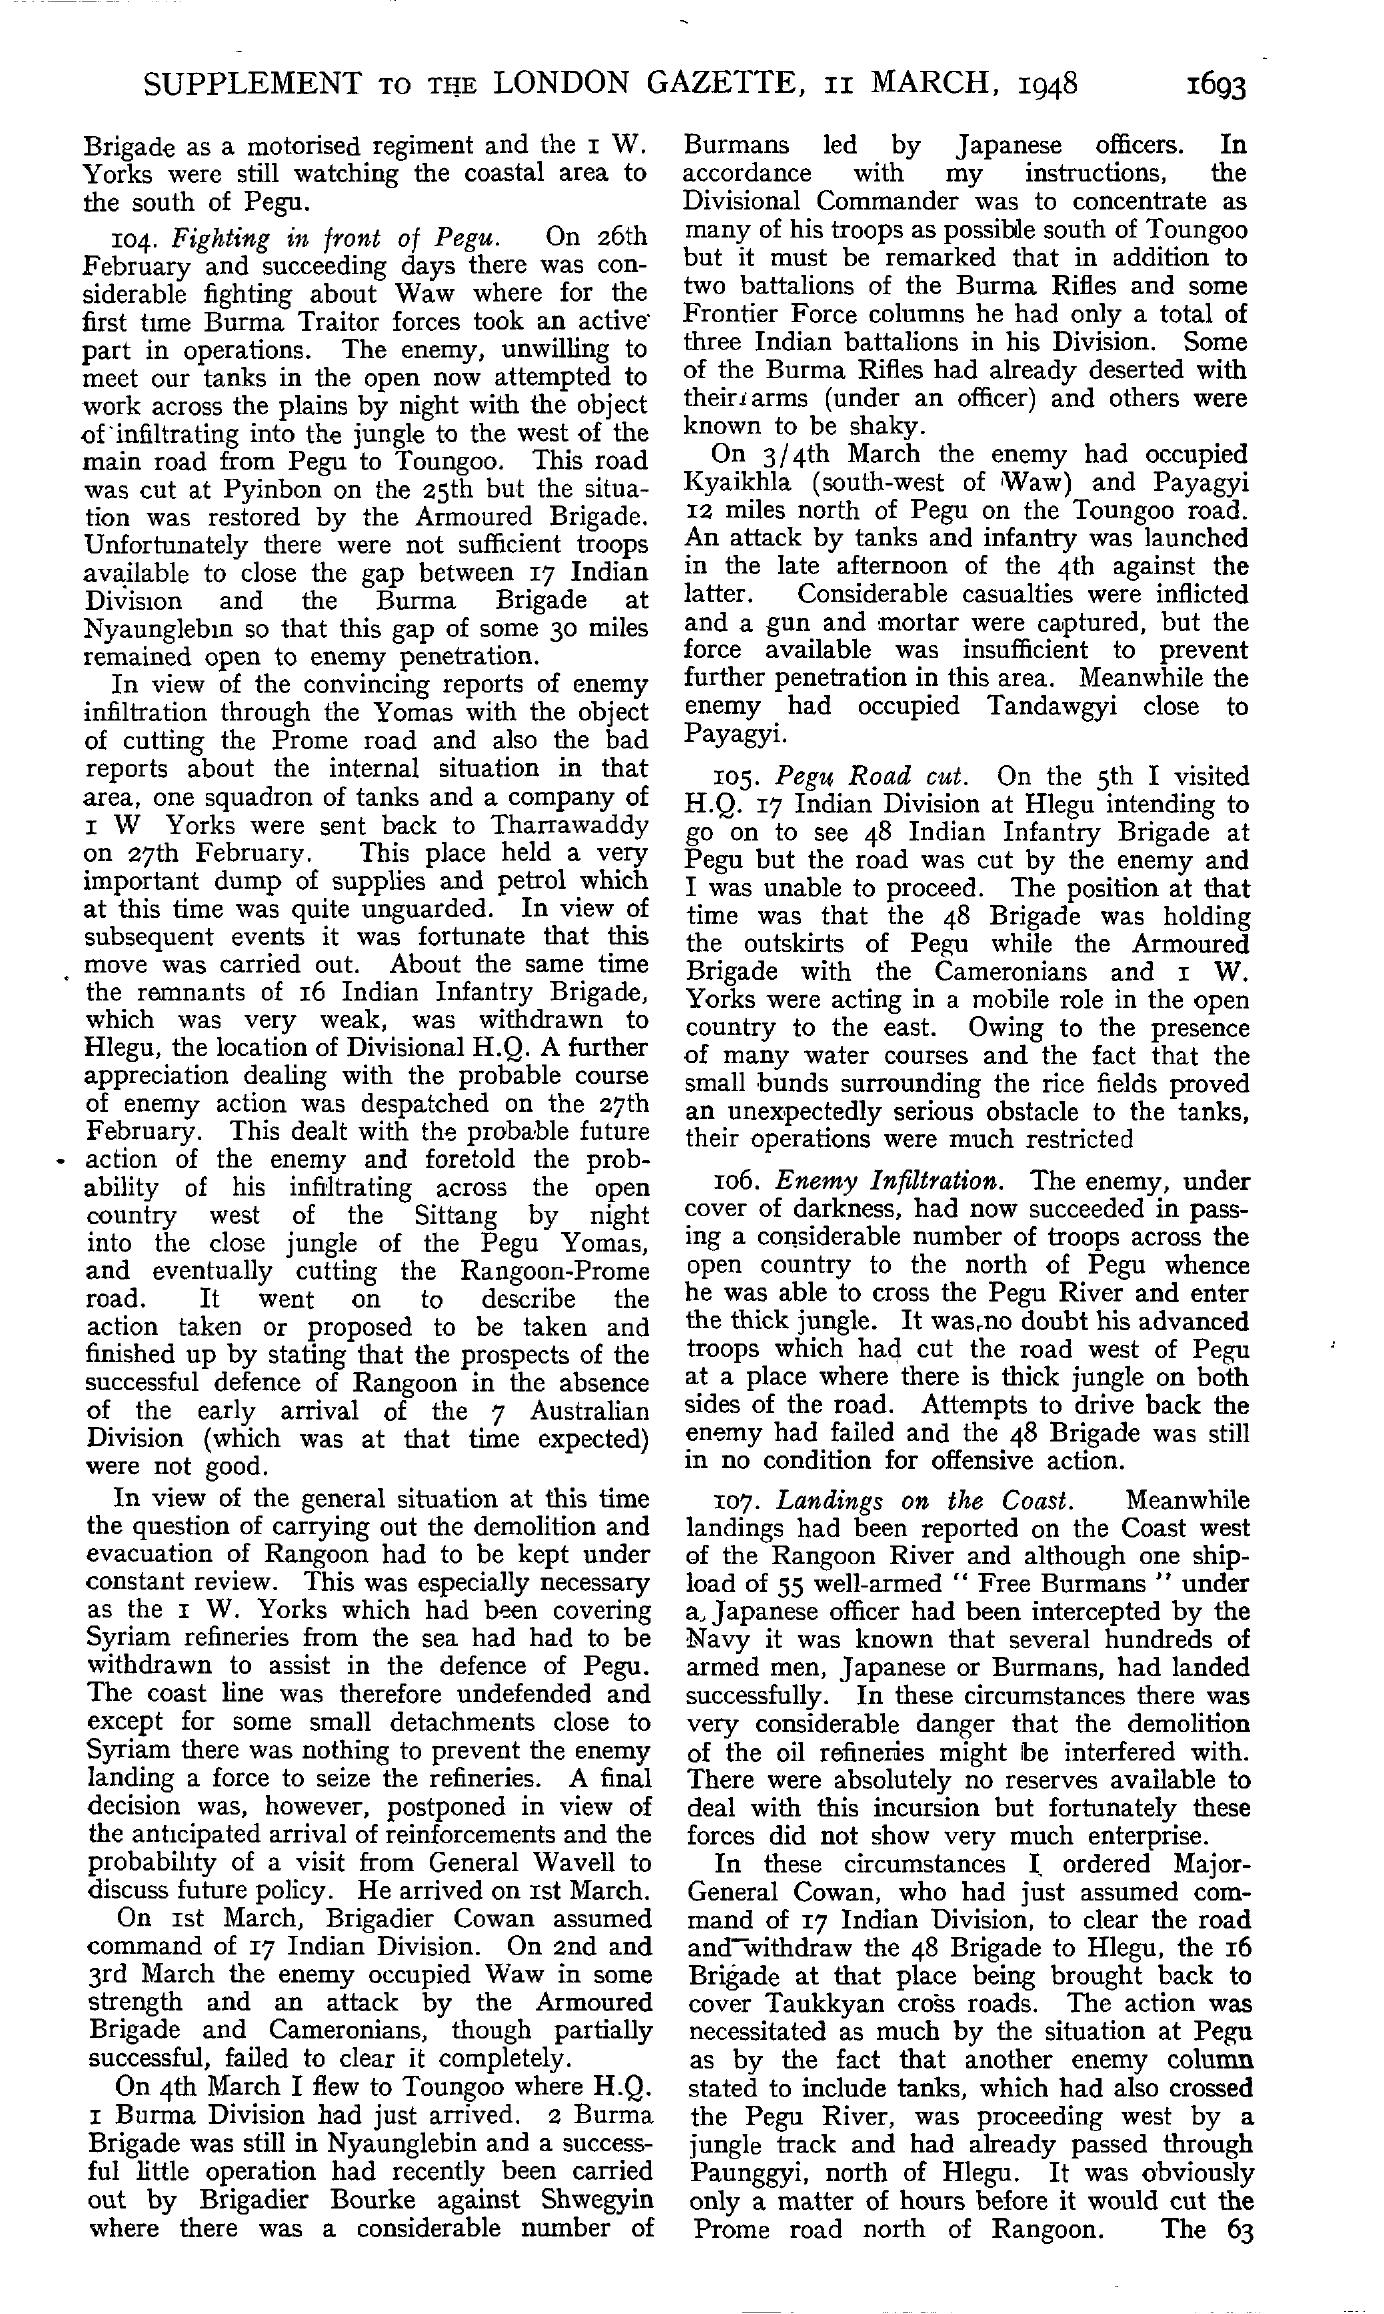 SUPPLEMENT TO THE LONDON GAZETTE, 11 MARCH, 1948 1693
Brigade as a motorised regiment and the 1 W.
Yorks were still watching the coastal area to
the south of Pegu.
104. Fighting in front of Pegu. On 26th
February and succeeding days there was con-
siderable fighting about Waw where for the
first time Burma Traitor forces took an active
part in operations. The enemy, unwilling to
meet our tanks in the open now attempted to
work across the plains by night with the object
of infiltrating into the jungle to the west of the
main road from Pegu to Toungoo. This road
was cut at Pyinbon on the 25th but the situa-
tion was restored by the Armoured Brigade.
Unfortunately there were not sufficient troops
available to close the gap between 17 Indian
Division and the Burma Brigade at
Nyaunglebin so that this gap of some 30 miles
remained open to enemy penetration.
In view of the convincing reports of enemy
infiltration through the Yomas with the object
of cutting the Prome road and also the bad
reports about the internal situation in that
area, one squadron of tanks and a company of
1 W Yorks were sent back to Tharrawaddy
on 27th February. This place held a very
important dump of supplies and petrol which
at this time was quite unguarded. In view of
subsequent events it was fortunate that this
move was carried out. About the same time
the remnants of 16 Indian Infantry Brigade,
which was very weak, was withdrawn to
Hlegu, the location of Divisional H.Q. A further
appreciation dealing with the probable course
of enemy action was despatched on the 27th
February. This dealt with the probable future
action of the enemy and foretold the prob-
ability of his infiltrating across the open
country west of the Sittang by night
into the close jungle of the Pegu Yomas,
and eventually cutting the Rangoon-Prome
road. It went on to describe the
action taken or proposed to be taken and
finished up by stating that the prospects of the
successful defence of Rangoon in the absence
of the early arrival of the 7 Australian
Division (which was at that time expected)
were not good.
In view of the general situation at this time
the question of carrying out the demolition and
evacuation of Rangoon had to be kept under
constant review. This was especially necessary
as the 1 W. Yorks which had been covering
Syriam refineries from the sea had had to be
withdrawn to assist in the defence of Pegu.
The coast line was therefore undefended and
except for some small detachments close to
Syriam there was nothing to prevent the enemy
landing a force to seize the refineries. A final
decision was, however, postponed in view of
the anticipated arrival of reinforcements and the
probability of a visit from General Wavell to
discuss future policy. He arrived on 1st March.
On 1st March, Brigadier Cowan assumed
command of 17 Indian Division. On 2nd and
3rd March the enemy occupied Waw in some
strength and an attack by the Armoured
Brigade and Cameronians, though partially
successful, failed to clear it completely.
On 4th March I flew to Toungoo where H.Q.
1 Burma Division had just arrived. 2 Burma
Brigade was still in Nyaunglebin and a success-
ful little operation had recently been carried
out by Brigadier Bourke against Shwegyin
where there was a considerable number of
Burmans led by Japanese officers. In
accordance with my instructions, the
Divisional Commander was to concentrate as
many of his troops as possible south of Toungoo
but it must be remarked that in addition to
two battalions of the Burma Rifles and some
Frontier Force columns he had only a total of
three Indian battalions in his Division. Some
of the Burma Rifles had already deserted with
their arms (under an officer) and others were
known to be shaky.
On 3/4th March the enemy had occupied
Kyaikhla (south-west of Waw) and Payagyi
12 miles north of Pegu on the Toungoo road.
An attack by tanks and infantry was launched
in the late afternoon of the 4th against the
latter. Considerable casualties were inflicted
and a gun and mortar were captured, but the
force available was insufficient to prevent
further penetration in this area. Meanwhile the
enemy had occupied Tandawgyi close to
Payagyi.
105. Pegu Road cut. On the 5th I visited
H.Q. 17 Indian Division at Hlegu intending to
go on to see 48 Indian Infantry Brigade at
Pegu but the road was cut by the enemy and
I was unable to proceed. The position at that
time was that the 48 Brigade was holding
the outskirts of Pegu while the Armoured
Brigade with the Cameronians and 1 W.
Yorks were acting in a mobile role in the open
country to the east. Owing to the presence
of many water courses and the fact that the
small bunds surrounding the rice fields proved
an unexpectedly serious obstacle to the tanks,
their operations were much restricted
106. Enemy Infiltration. The enemy, under
cover of darkness, had now succeeded in pass-
ing a considerable number of troops across the
open country to the north of Pegu whence
he was able to cross the Pegu River and enter
the thick jungle. It was no doubt his advanced
troops which had cut the road west of Pegu
at a place where there is thick jungle on both
sides of the road. Attempts to drive back the
enemy had failed and the 48 Brigade was still
in no condition for offensive action.
107. Landings on the Coast. Meanwhile
landings had been reported on the Coast west
of the Rangoon River and although one ship-
load of 55 well-armed " Free Burmans " under
a Japanese officer had been intercepted by the
Navy it was known that several hundreds of
armed men, Japanese or Burmans, had landed
successfully. In these circumstances there was
very considerable danger that the demolition
of the oil refineries might be interfered with.
There were absolutely no reserves available to
deal with this incursion but fortunately these
forces did not show very much enterprise.
In these circumstances I ordered Major-
General Cowan, who had just assumed com-
mand of 17 Indian Division, to clear the road
and withdraw the 48 Brigade to Hlegu, the 16
Brigade at that place being brought back to
cover Taukkyan cross roads. The action was
necessitated as much by the situation at Pegu
as by the fact that another enemy column
stated to include tanks, which had also crossed
the Pegu River, was proceeding west by a
jungle track and had already passed through
Paunggyi, north of Hlegu. It was obviously
only a matter of hours before it would cut the
Prome road north of Rangoon. The 63